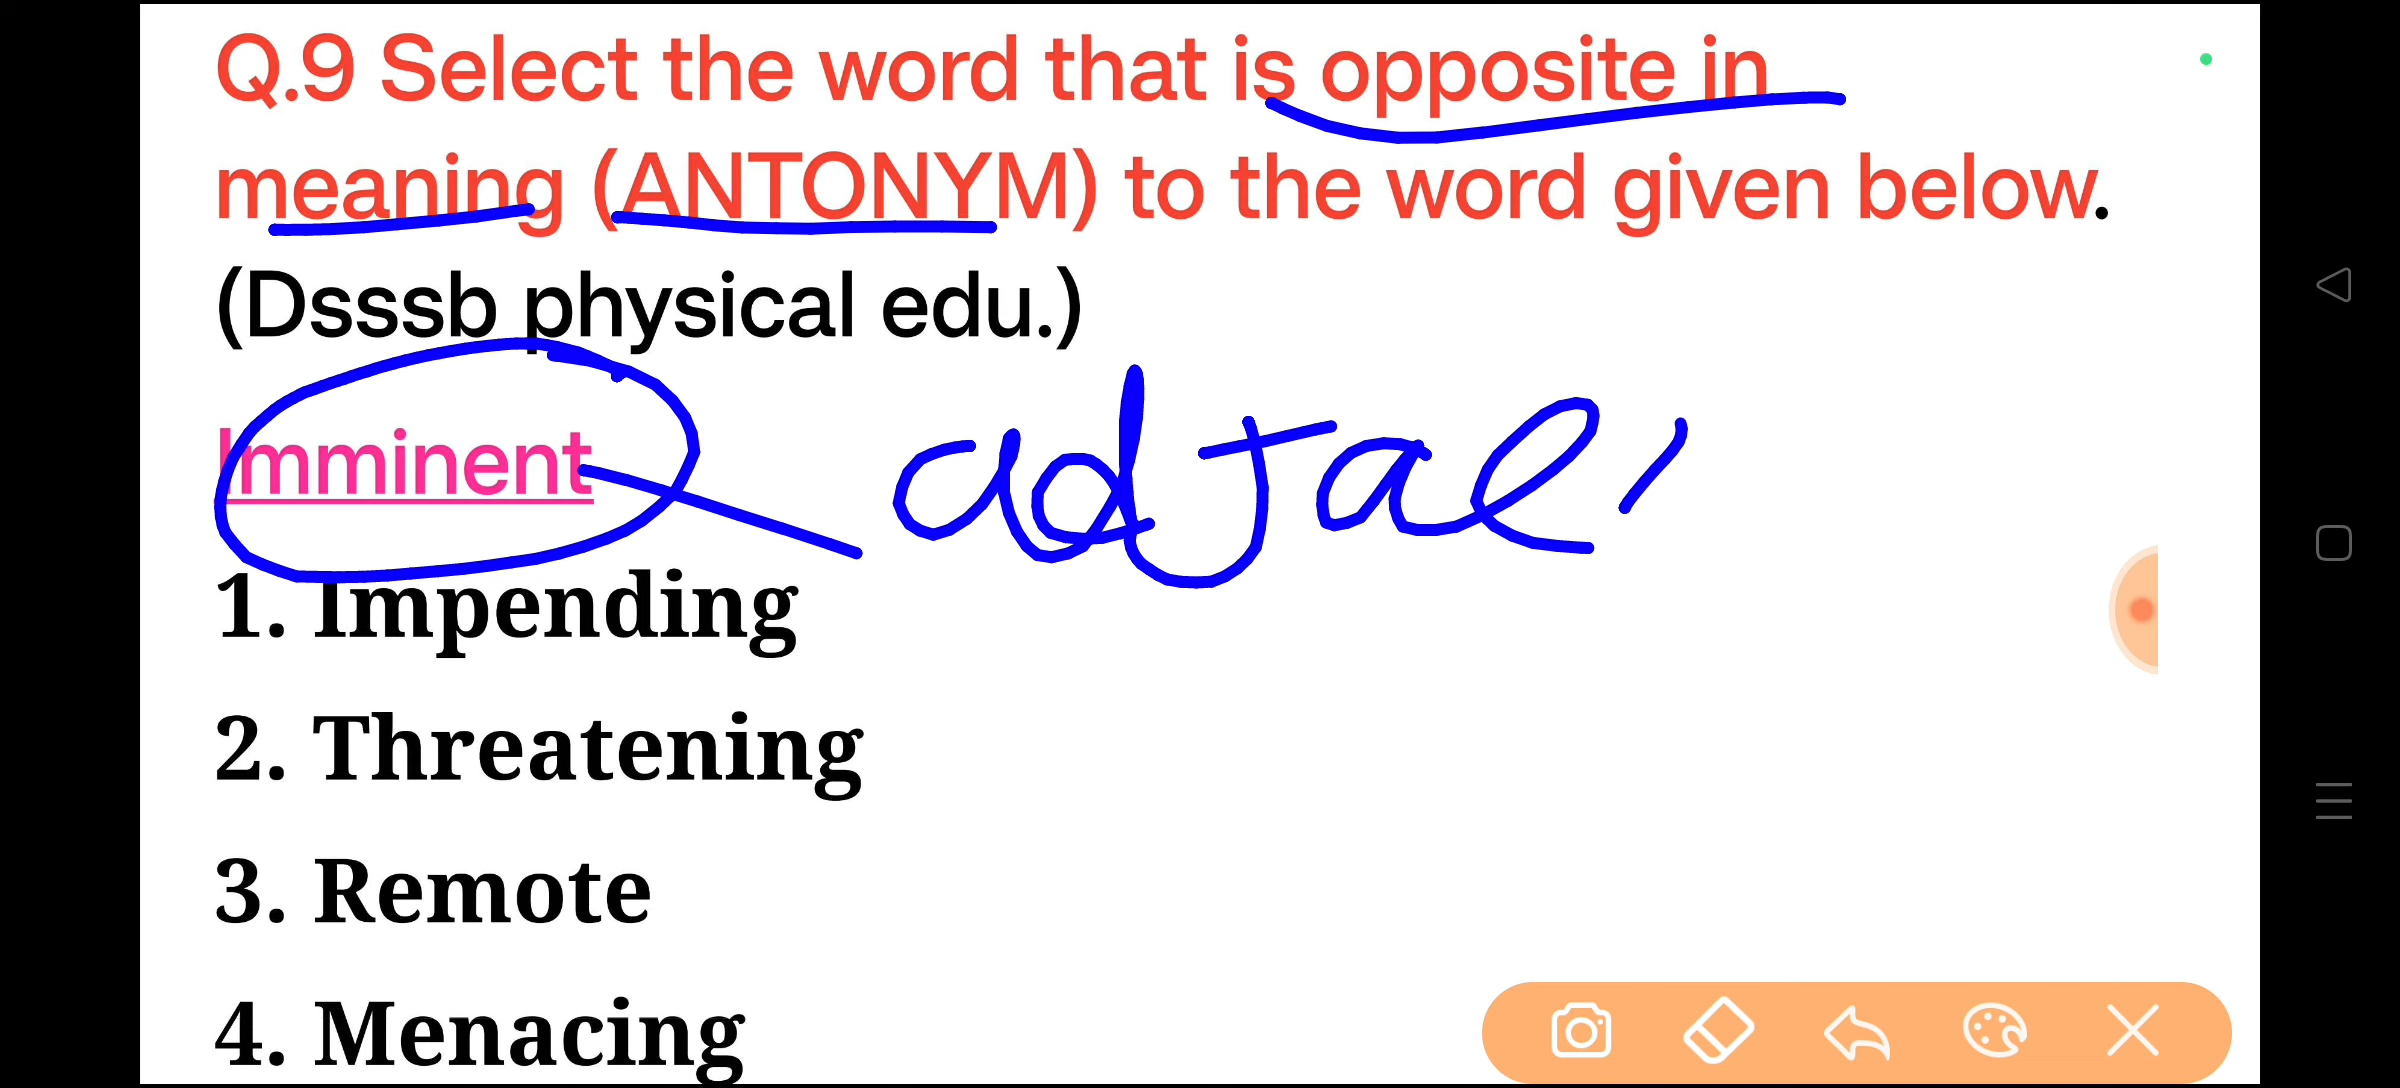 Q.9 Select the word that is opposite in
meaning (ANTONYM) to the word given below.
(Dsssb physical edu.)
Imminent
1. Impending
2. Threatening
3. Remote
4. Menacing